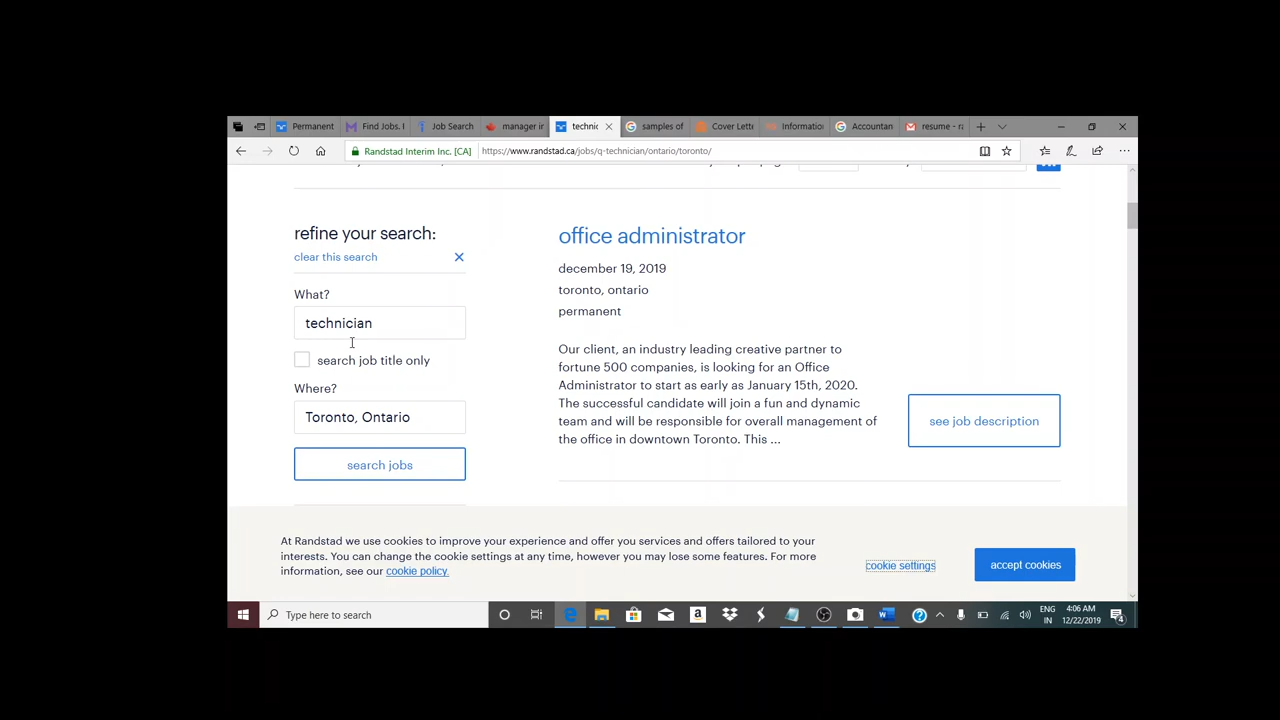 Permanent
Find Jobs. I
Job Search
manager in
technic
samples of
Cover Lette
Information
Accountan
resume - ra
Randstad Interim Inc. [CA]
https://www.randstad.ca/jobs/q-technician/ontario/toronto/
refine your search:
clear this search
What?
technician
search job title only
Where?
Toronto, Ontario
search jobs
office administrator
december 19, 2019
toronto, ontario
permanent
Our client, an industry leading creative partner to
fortune 500 companies, is looking for an Office
Administrator to start as early as January 15th, 2020.
The successful candidate will join a fun and dynamic
team and will be responsible for overall management of
the office in downtown Toronto. This ...
see job description
At Randstad we use cookies to improve your experience and offer you services and offers tailored to your
interests. You can change the cookie settings at any time, however you may lose some features. For more
information, see our cookie policy.
cookie settings
accept cookies
Type here to search
ENG
IN
4:06 AM
12/22/2019
4